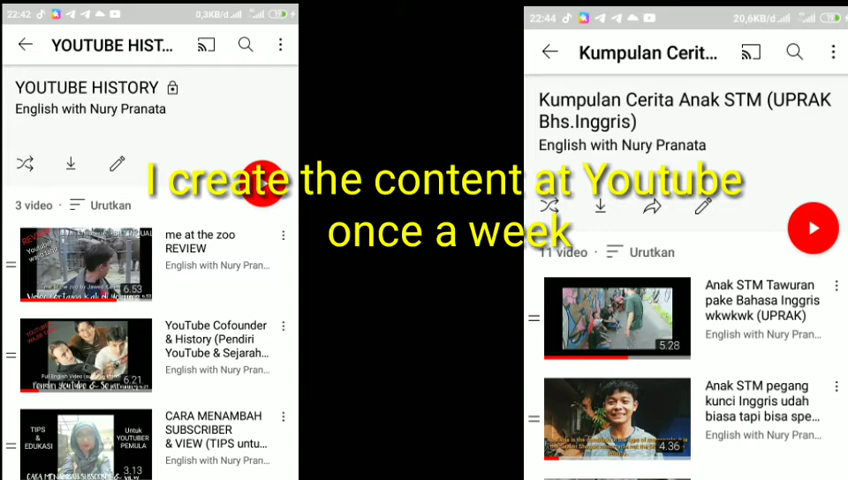 22:42
0,3KB/d
YOUTUBE HIST...
YOUTUBE HISTORY
English with Nury Pranata
3 video · Urutkan
6.53
me at the zoo
REVIEW
English with Nury Pran...
6.21
YouTube Cofounder
& History (Pendiri
YouTube & Sejarah...
English with Nury Pran...
TIPS
&
EDUKASI
Untuk
YOUTUBER
PEMULA
3.13
CARA MENAMBAH
SUBSCRIBER
& VIEW (TIPS untu...
English with Nury Pran...
I create the content at Youtube
once a week
22:44
20,6KB/d
Kumpulan Cerit...
Kumpulan Cerita Anak STM (UPRAK
Bhs.Inggris)
English with Nury Pranata
11 video · Urutkan
5:28
Anak STM Tawuran
pake Bahasa Inggris
wkwkwk (UPRAK)
English with Nury Pran...
4.36
Anak STM pegang
kunci Inggris udah
biasa tapi bisa spe...
English with Nury Pran...